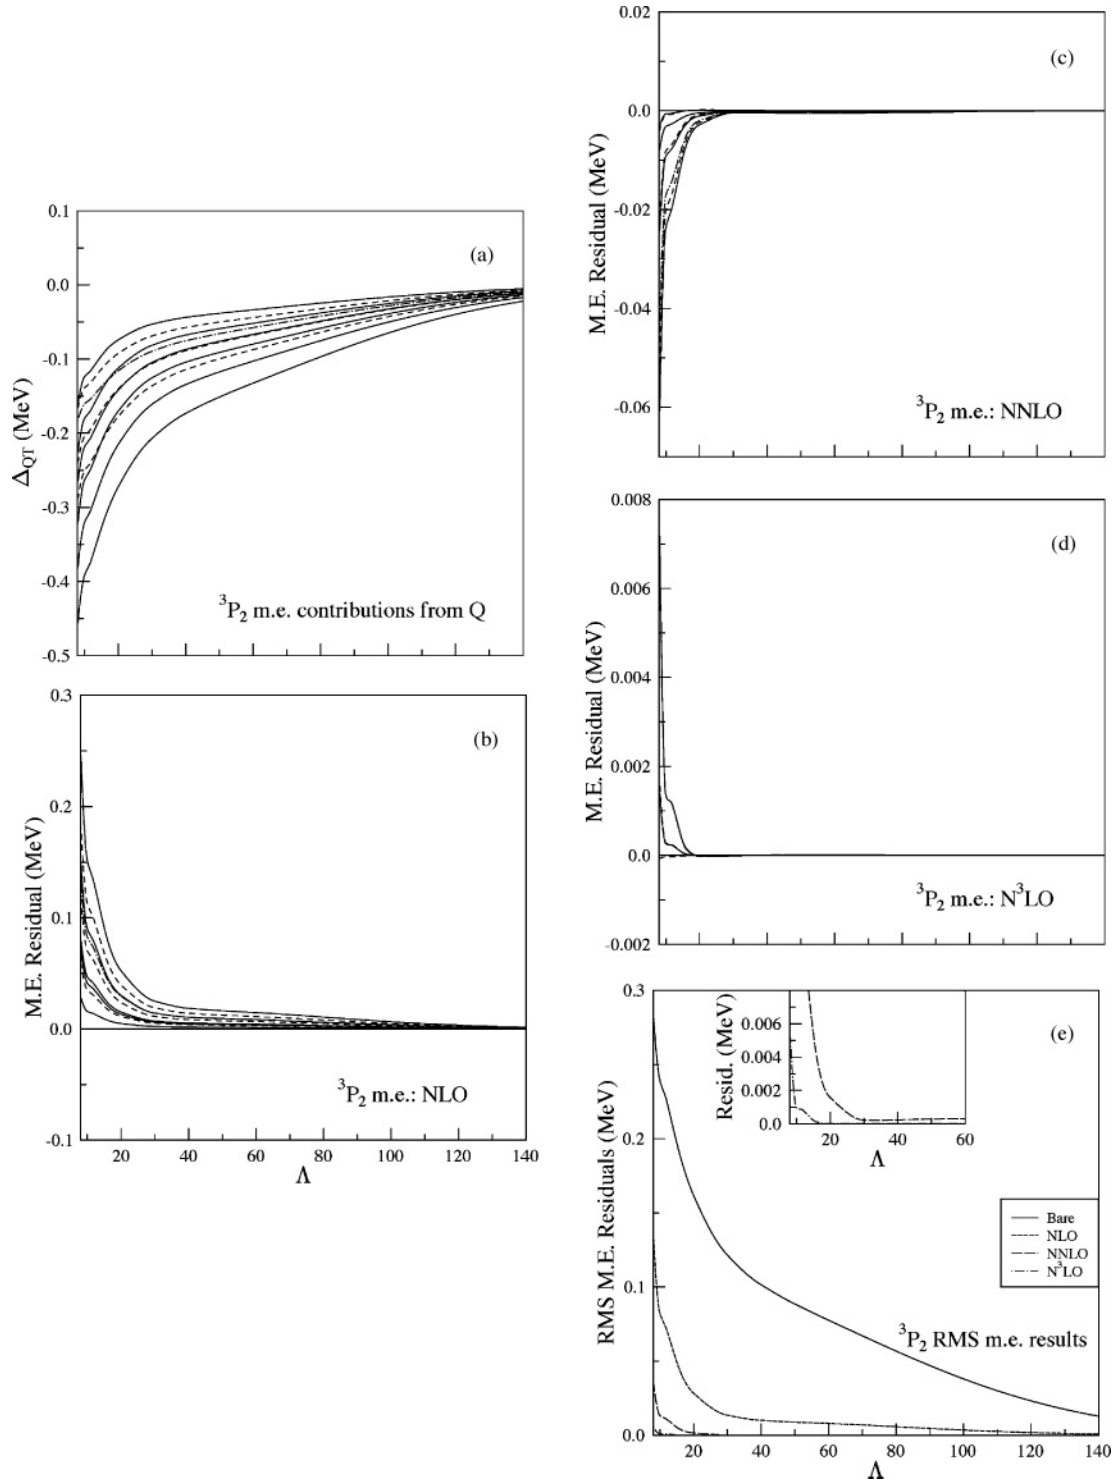 0.1
0.0
-0.1
-0.2
-0.3
-0.4
-0.5
Δ_QT (MeV)
(a)
³P₂ m.e. contributions from Q
0.3
0.2
0.1
0.0
-0.1
M.E. Residual (MeV)
(b)
³P₂ m.e.: NLO
20 40 60 80 100 120 140
Λ
0.02
0.0
-0.02
-0.04
-0.06
M.E. Residual (MeV)
(c)
³P₂ m.e.: NNLO
0.008
0.006
0.004
0.002
0.0
-0.002
M.E. Residual (MeV)
(d)
³P₂ m.e.: N³LO
0.3
0.2
0.1
0.0
RMS M.E. Residuals (MeV)
(e)
0.006
0.004
0.002
0.0
Resid. (MeV)
20 40 60
Λ
Bare
NLO
NNLO
N³LO
³P₂ RMS m.e. results
20 40 60 80 100 120 140
Λ